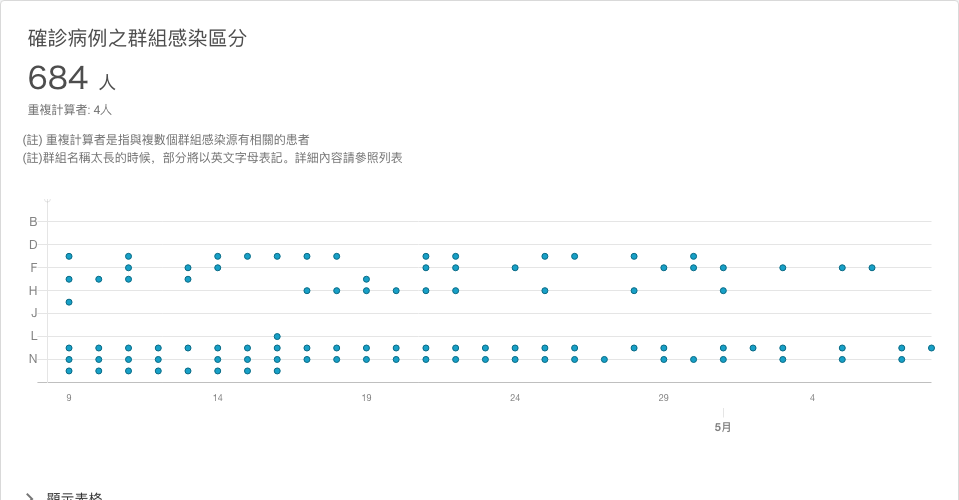 確診病例之群組感染區分
684 人
重複計算者: 4人
(註) 重複計算者是指與複數個群組感染源有相關的患者
(註)群組名稱太長的時候，部分將以英文字母表記。詳細內容請參照列表
B
D
F
H
J
L
N
9 14 19 24 29 4
5月
顯示表格